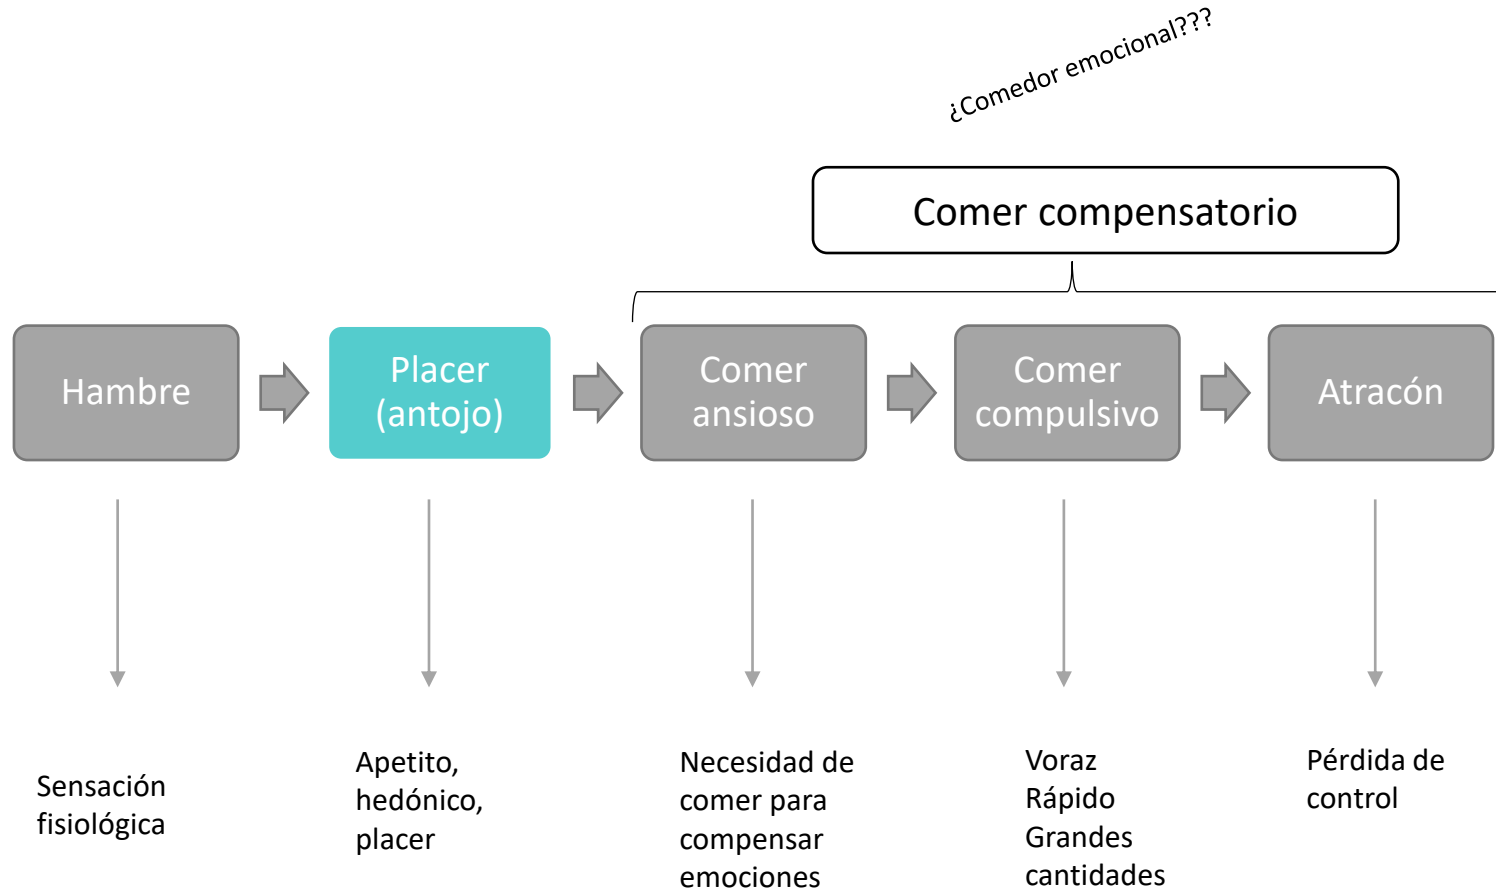 ¿Comedor emocional???
Comer compensatorio
Hambre
Placer
(antojo)
Comer
ansioso
Comer
compulsivo
Atracón
Sensación
fisiológica
Apetito,
hedónico,
placer
Necesidad de
comer para
compensar
emociones
Voraz
Rápido
Grandes
cantidades
Pérdida de
control